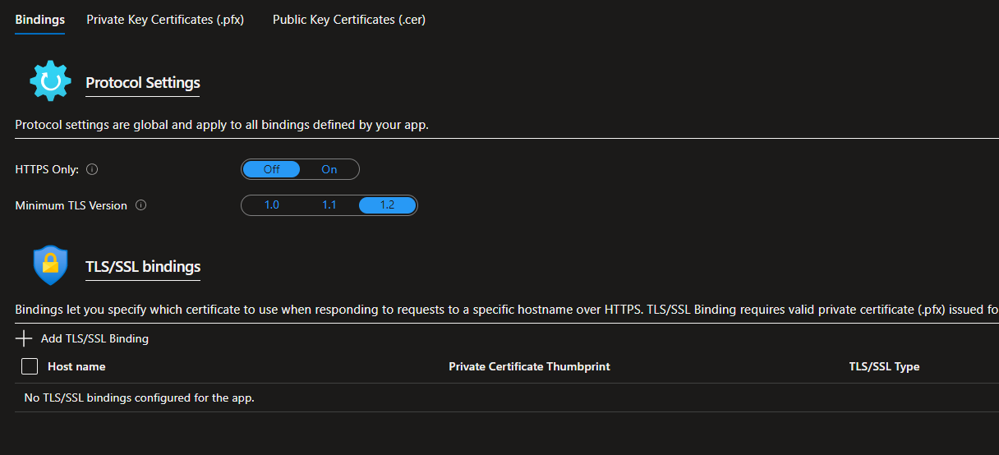 Bindings Private Key Certificates (.pfx) Public Key Certificates (.cer)
Protocol Settings
Protocol settings are global and apply to all bindings defined by your app.
HTTPS Only: Off On
Minimum TLS Version 1.0 1.1 1.2
TLS/SSL bindings
Bindings let you specify which certificate to use when responding to requests to a specific hostname over HTTPS. TLS/SSL Binding requires valid private certificate (.pfx) issued fo
Add TLS/SSL Binding
Host name Private Certificate Thumbprint TLS/SSL Type
No TLS/SSL bindings configured for the app.